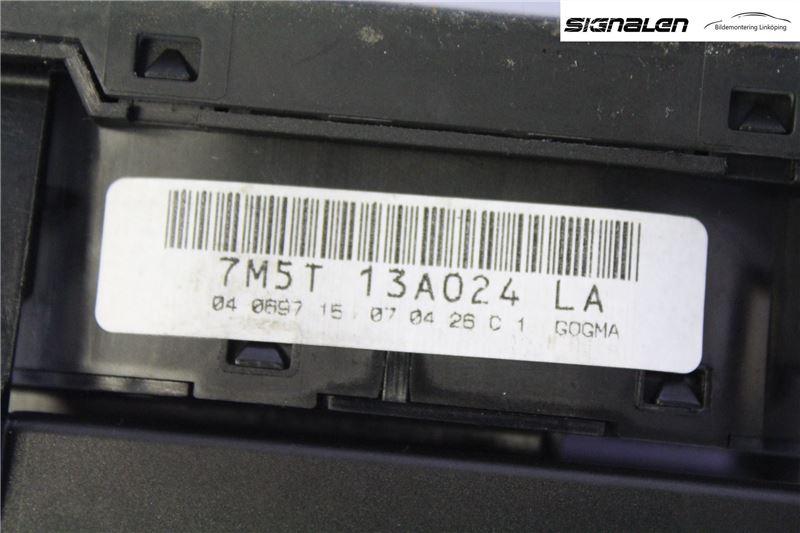 SIGNALEN
Bildemontering Linköping
7M5T 13A024 LA
04 0697 15 07 04 26 C 1 GOGMA